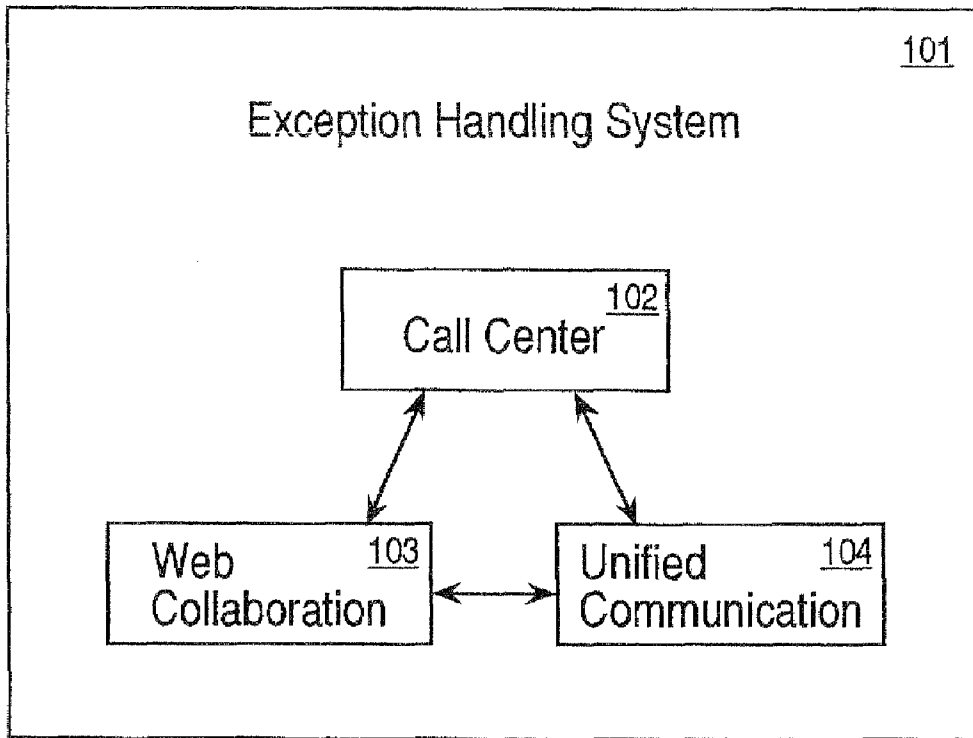 101
Exception Handling System
102
Call Center
103
Web
Collaboration
104
Unified
Communication